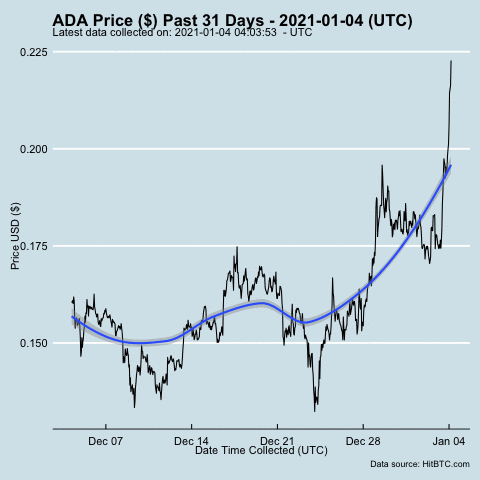 ADA Price ($) Past 31 Days - 2021-01-04 (UTC)
Latest data collected on: 2021-01-04 04:03:53  - UTC
0.225
0.200
0.175
0.150
Price USD ($)
Dec 07
Dec 14
Dec 21
Dec 28
Jan 04
Date Time Collected (UTC)
Data source: HitBTC.com